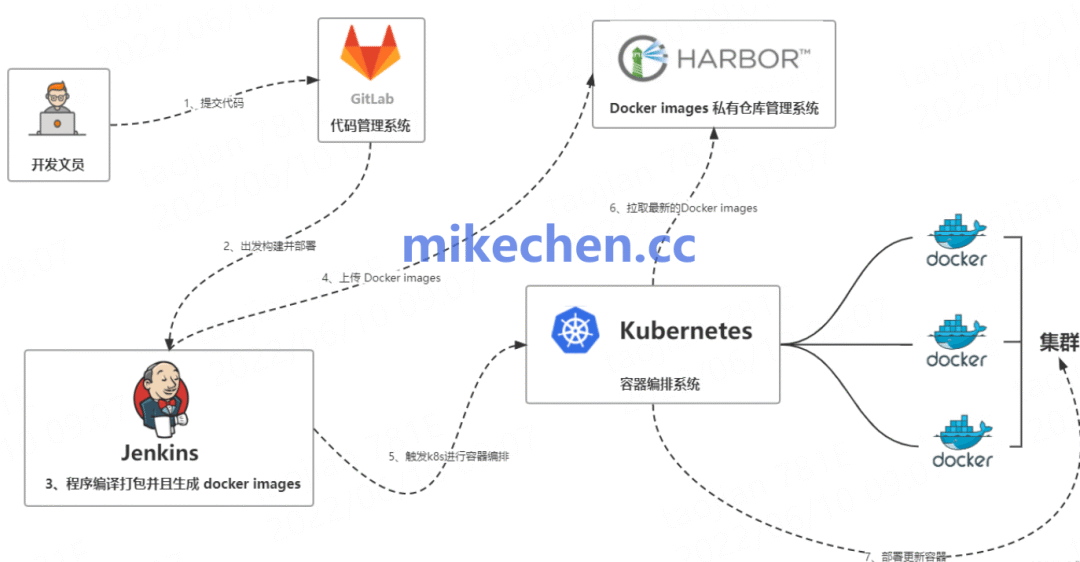 GitLab
代码管理系统
HARBOR™
Docker images 私有仓库管理系统
1、提交代码
开发文员
2、出发构建并部署
4、上传 Docker images
6、拉取最新的Docker images
mikechen.cc
docker
Kubernetes
容器编排系统
docker
集群
docker
Jenkins
3、程序编译打包并且生成 docker images
5、触发k8s进行容器编排
7、部署更新容器